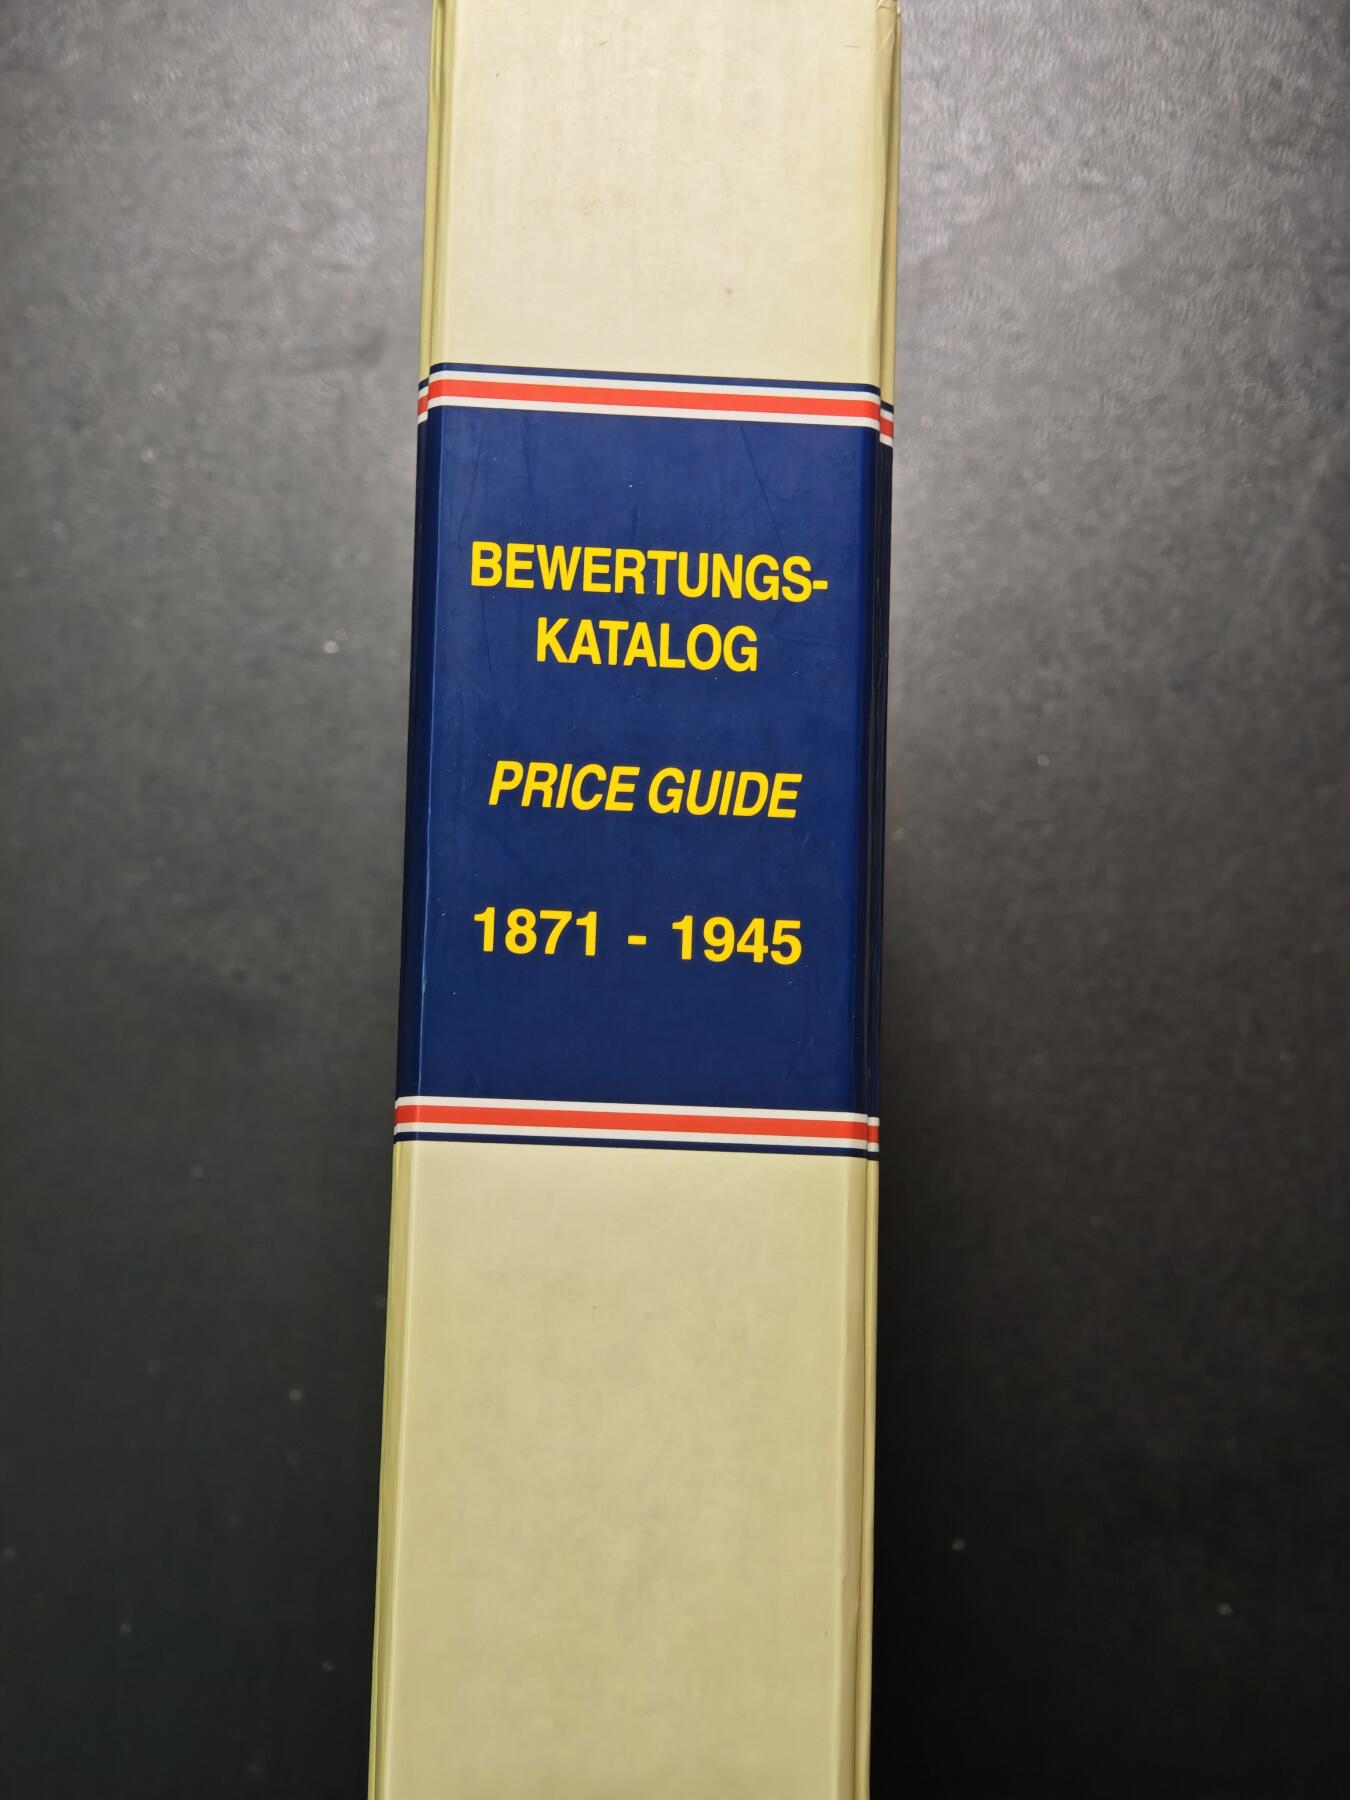 BEWERTUNGS-
KATALOG
PRICE GUIDE
1871 - 1945